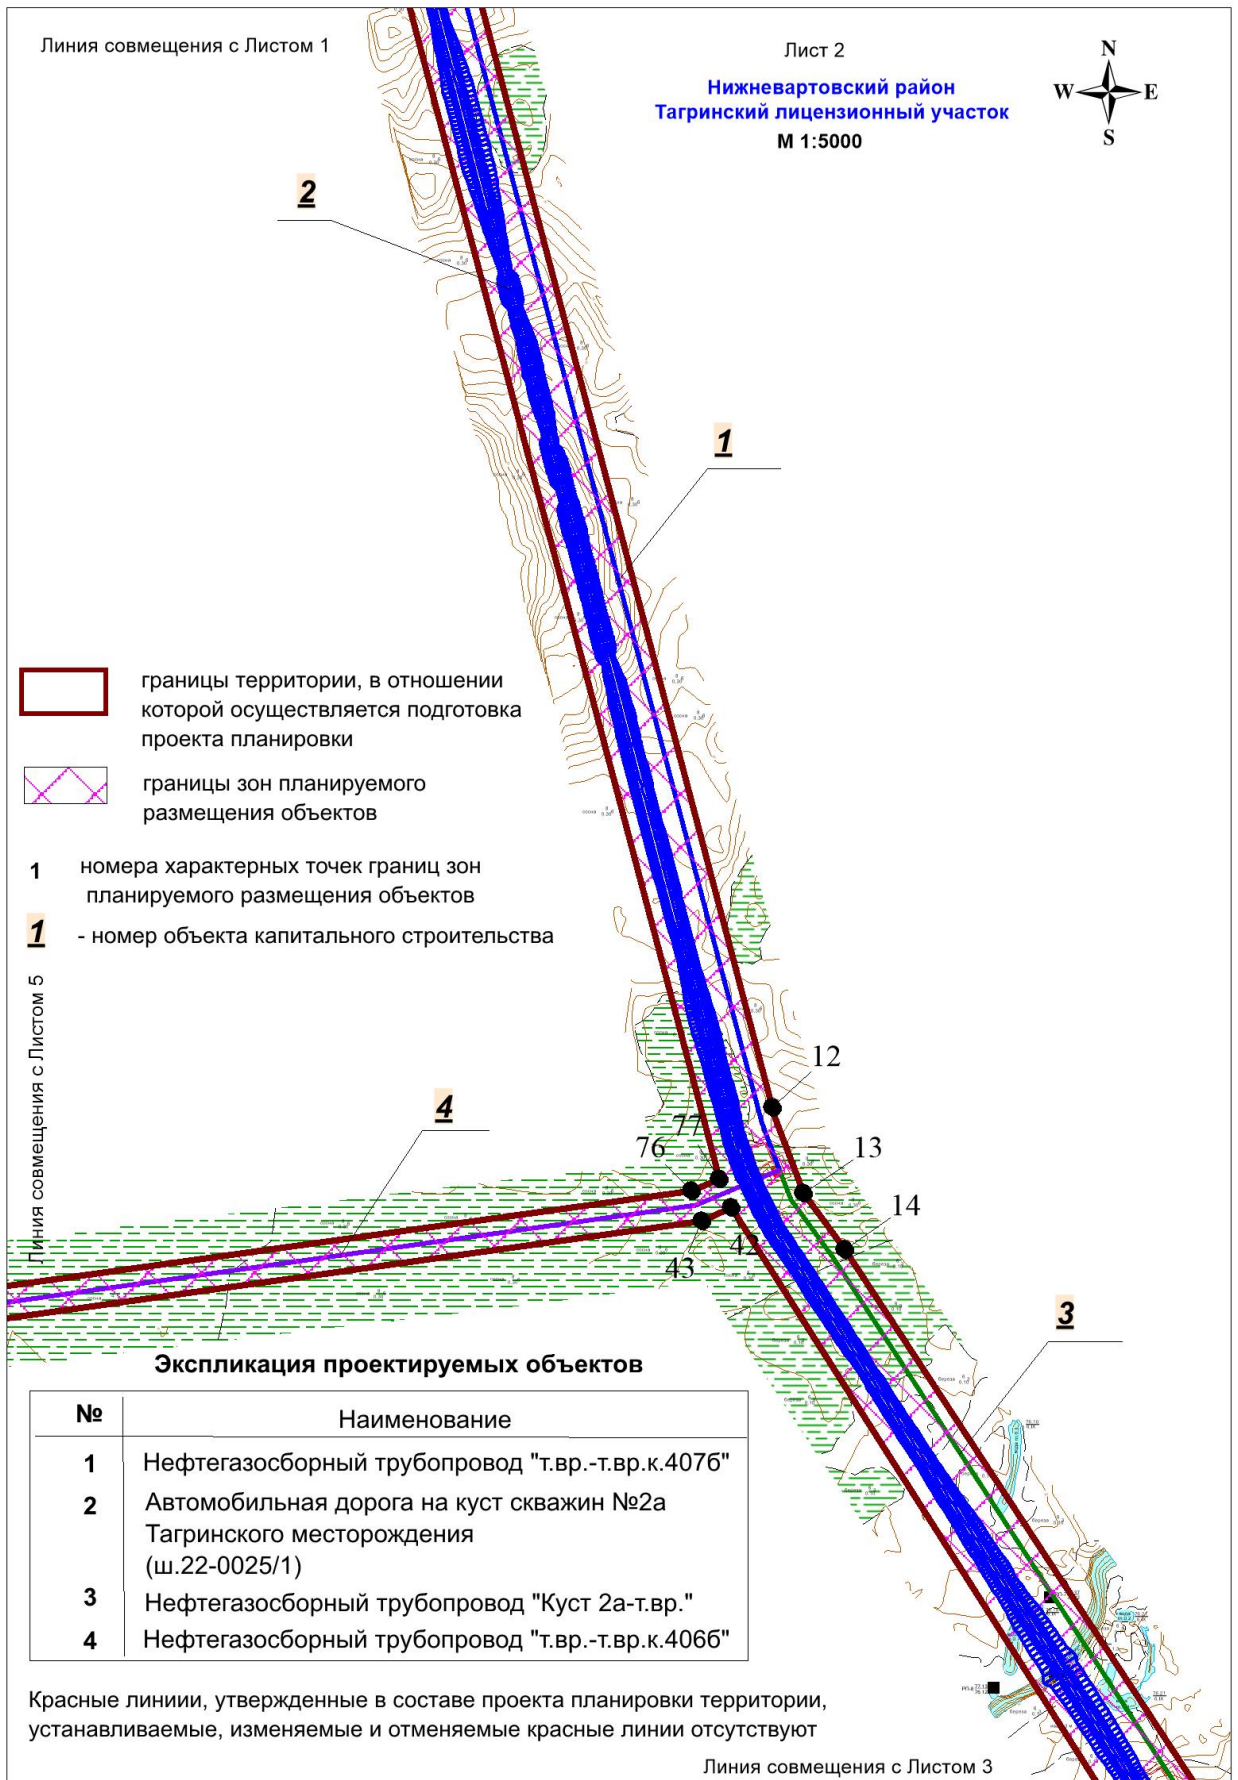 Линия совмещения с Листом 1
Лист 2
Нижневартовский район
Тагринский лицензионный участок
М 1:5000
N
W E
S
2
1
границы территории, в отношении
которой осуществляется подготовка
проекта планировки
границы зон планируемого
размещения объектов
1 номера характерных точек границ зон
планируемого размещения объектов
1 - номер объекта капитального строительства
Линия совмещения с Листом 5
12
4
77
76
13
14
42
43
3
Экспликация проектируемых объектов
№ Наименование
1 Нефтегазосборный трубопровод "т.вр.-т.вр.к.407б"
2 Автомобильная дорога на куст скважин №2а
Тагринского месторождения
(ш.22-0025/1)
3 Нефтегазосборный трубопровод "Куст 2а-т.вр."
4 Нефтегазосборный трубопровод "т.вр.-т.вр.к.406б"
Красные линиии, утвержденные в составе проекта планировки территории,
устанавливаемые, изменяемые и отменяемые красные линии отсутствуют
Линия совмещения с Листом 3